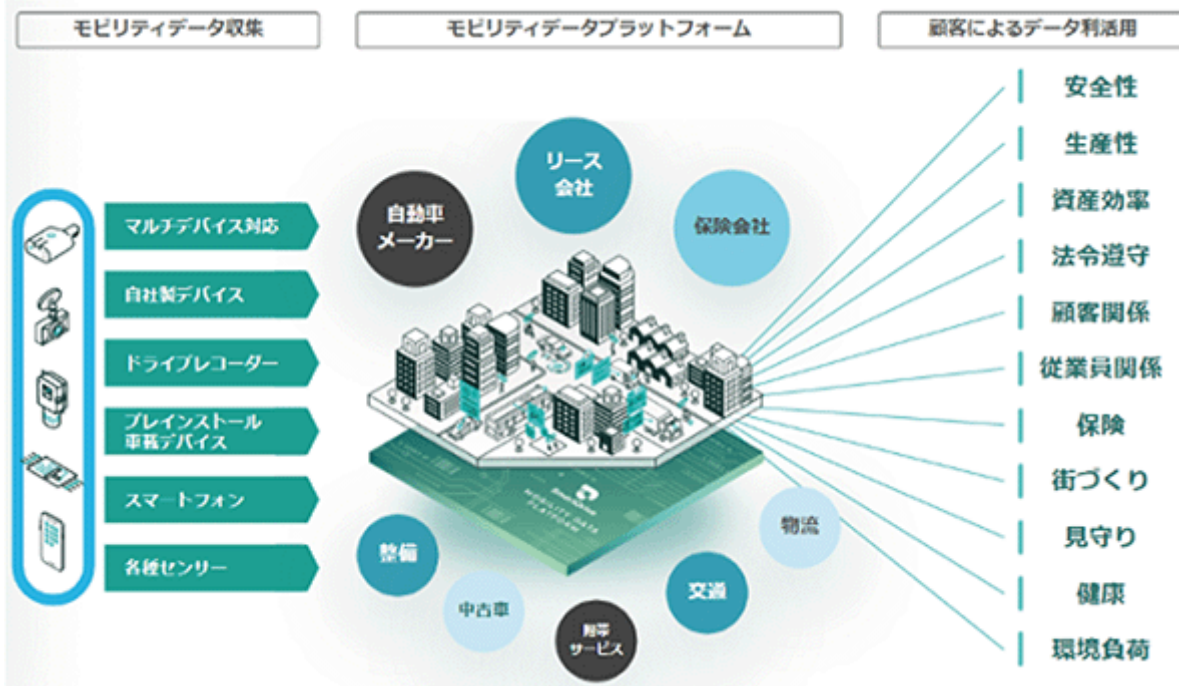 モビリティデータ収集
モビリティデータプラットフォーム
顧客によるデータ利活用
マルチデバイス対応
自社製デバイス
ドライブレコーダー
プレインストール
車載デバイス
スマートフォン
各種センサー
自動車
メーカー
リース
会社
保険会社
SmartDrive
MOBILITY DATA
PLATFORM
整備
中古車
附帯
サービス
交通
物流
安全性
生産性
資産効率
法令遵守
顧客関係
従業員関係
保険
街づくり
見守り
健康
環境負荷